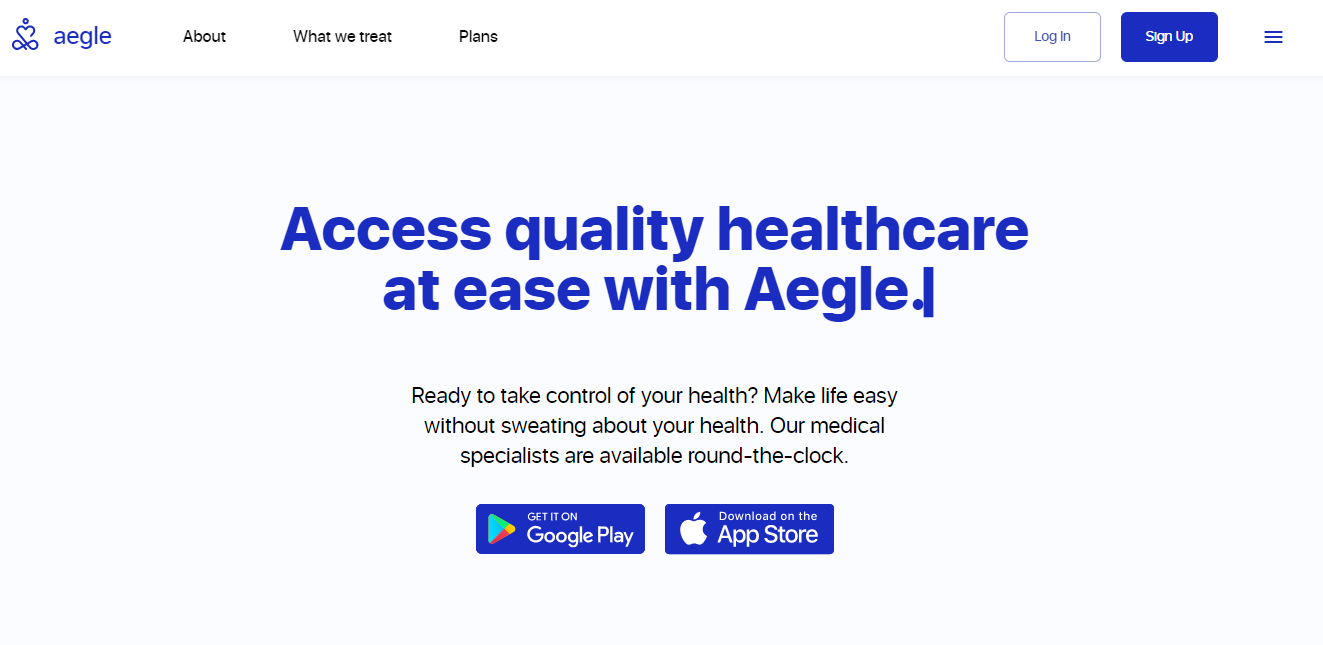 aegle
About
What we treat
Plans
Log In
Sign Up
Access quality healthcare
at ease with Aegle.|
Ready to take control of your health? Make life easy
without sweating about your health. Our medical
specialists are available round-the-clock.
GET IT ON
Google Play
Download on the
App Store